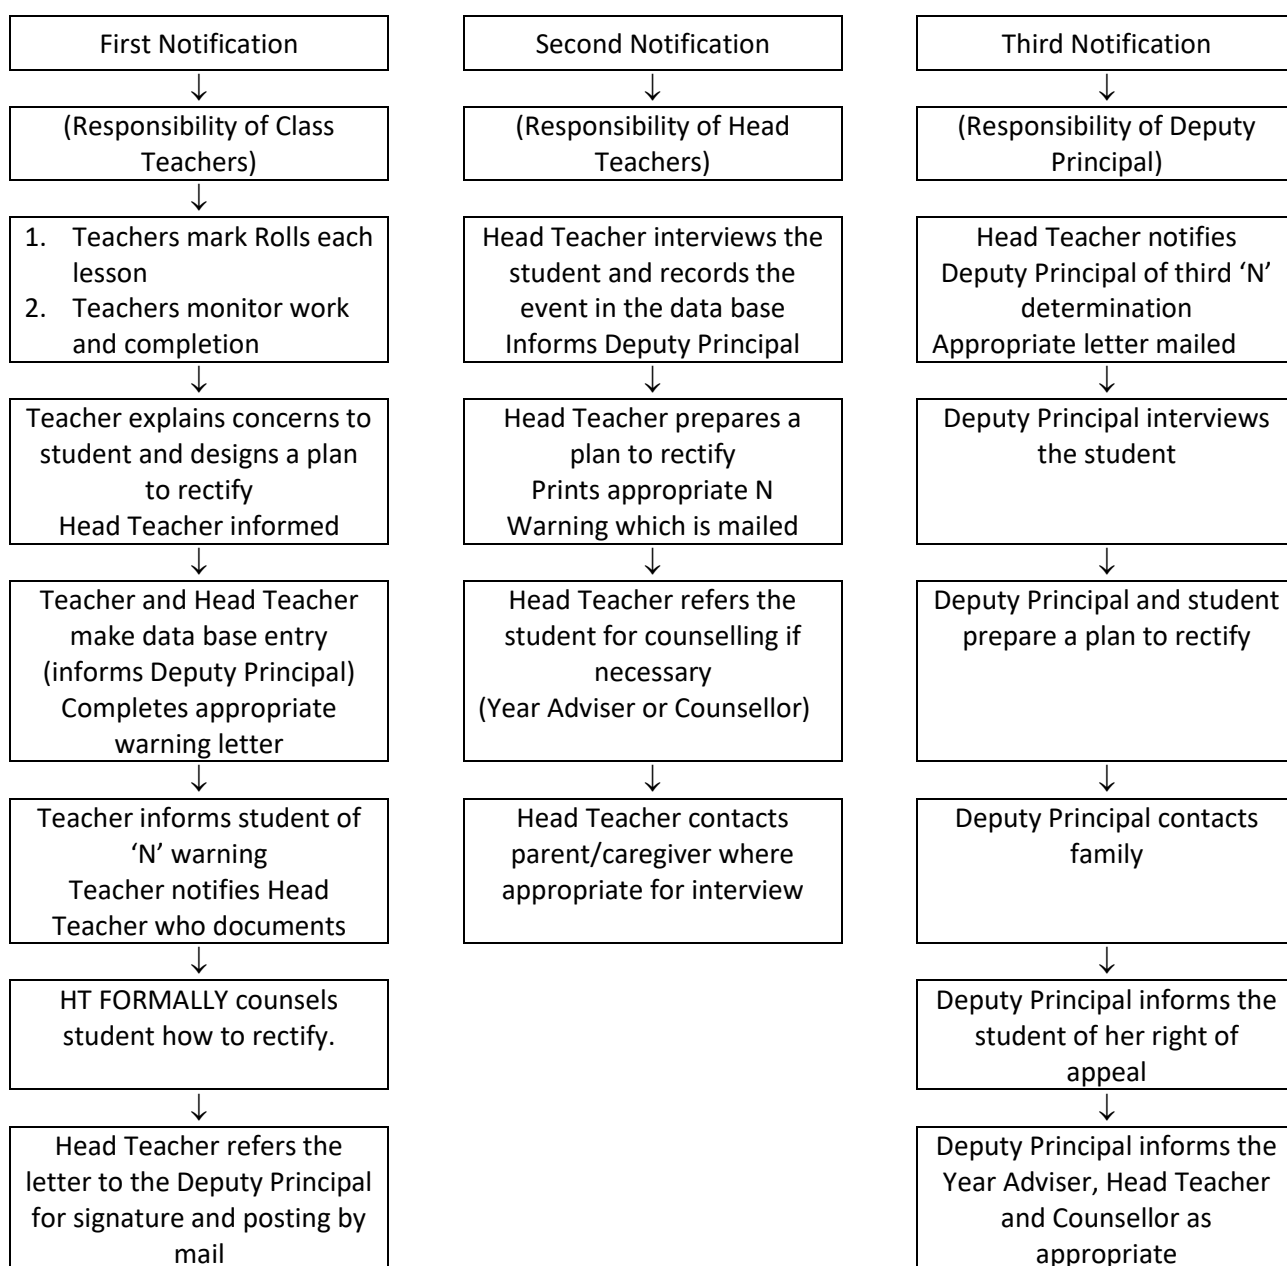 First Notification
↓
(Responsibility of Class
Teachers)
↓
1. Teachers mark Rolls each
lesson
2. Teachers monitor work
and completion
↓
Teacher explains concerns to
student and designs a plan
to rectify
Head Teacher informed
↓
Teacher and Head Teacher
make data base entry
(informs Deputy Principal)
Completes appropriate
warning letter
↓
Teacher informs student of
‘N’ warning
Teacher notifies Head
Teacher who documents
↓
HT FORMALLY counsels
student how to rectify.
↓
Head Teacher refers the
letter to the Deputy Principal
for signature and posting by
mail
Second Notification
↓
(Responsibility of Head
Teachers)
Head Teacher interviews the
student and records the
event in the data base
Informs Deputy Principal
↓
Head Teacher prepares a
plan to rectify
Prints appropriate N
Warning which is mailed
↓
Head Teacher refers the
student for counselling if
necessary
(Year Adviser or Counsellor)
↓
Head Teacher contacts
parent/caregiver where
appropriate for interview
Third Notification
↓
(Responsibility of Deputy
Principal)
Head Teacher notifies
Deputy Principal of third ‘N’
determination
Appropriate letter mailed
↓
Deputy Principal interviews
the student
↓
Deputy Principal and student
prepare a plan to rectify
↓
Deputy Principal contacts
family
↓
Deputy Principal informs the
student of her right of
appeal
↓
Deputy Principal informs the
Year Adviser, Head Teacher
and Counsellor as
appropriate